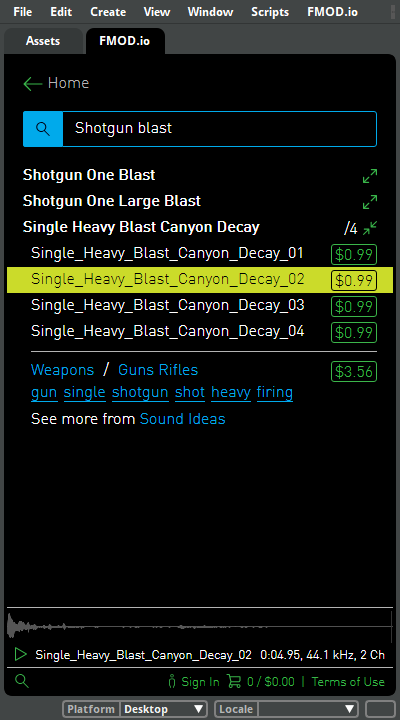 File Edit Create View Window Scripts FMOD.io
Assets FMOD.io
Home
Shotgun blast
Shotgun One Blast
Shotgun One Large Blast
Single Heavy Blast Canyon Decay /4
Single_Heavy_Blast_Canyon_Decay_01 $0.99
Single_Heavy_Blast_Canyon_Decay_02 $0.99
Single_Heavy_Blast_Canyon_Decay_03 $0.99
Single_Heavy_Blast_Canyon_Decay_04 $0.99
Weapons / Guns Rifles $3.56
gun single shotgun shot heavy firing
See more from Sound Ideas
Single_Heavy_Blast_Canyon_Decay_02 0:04.95, 44.1 kHz, 2 Ch
Sign In 0 / $0.00 | Terms of Use
Platform Desktop Locale